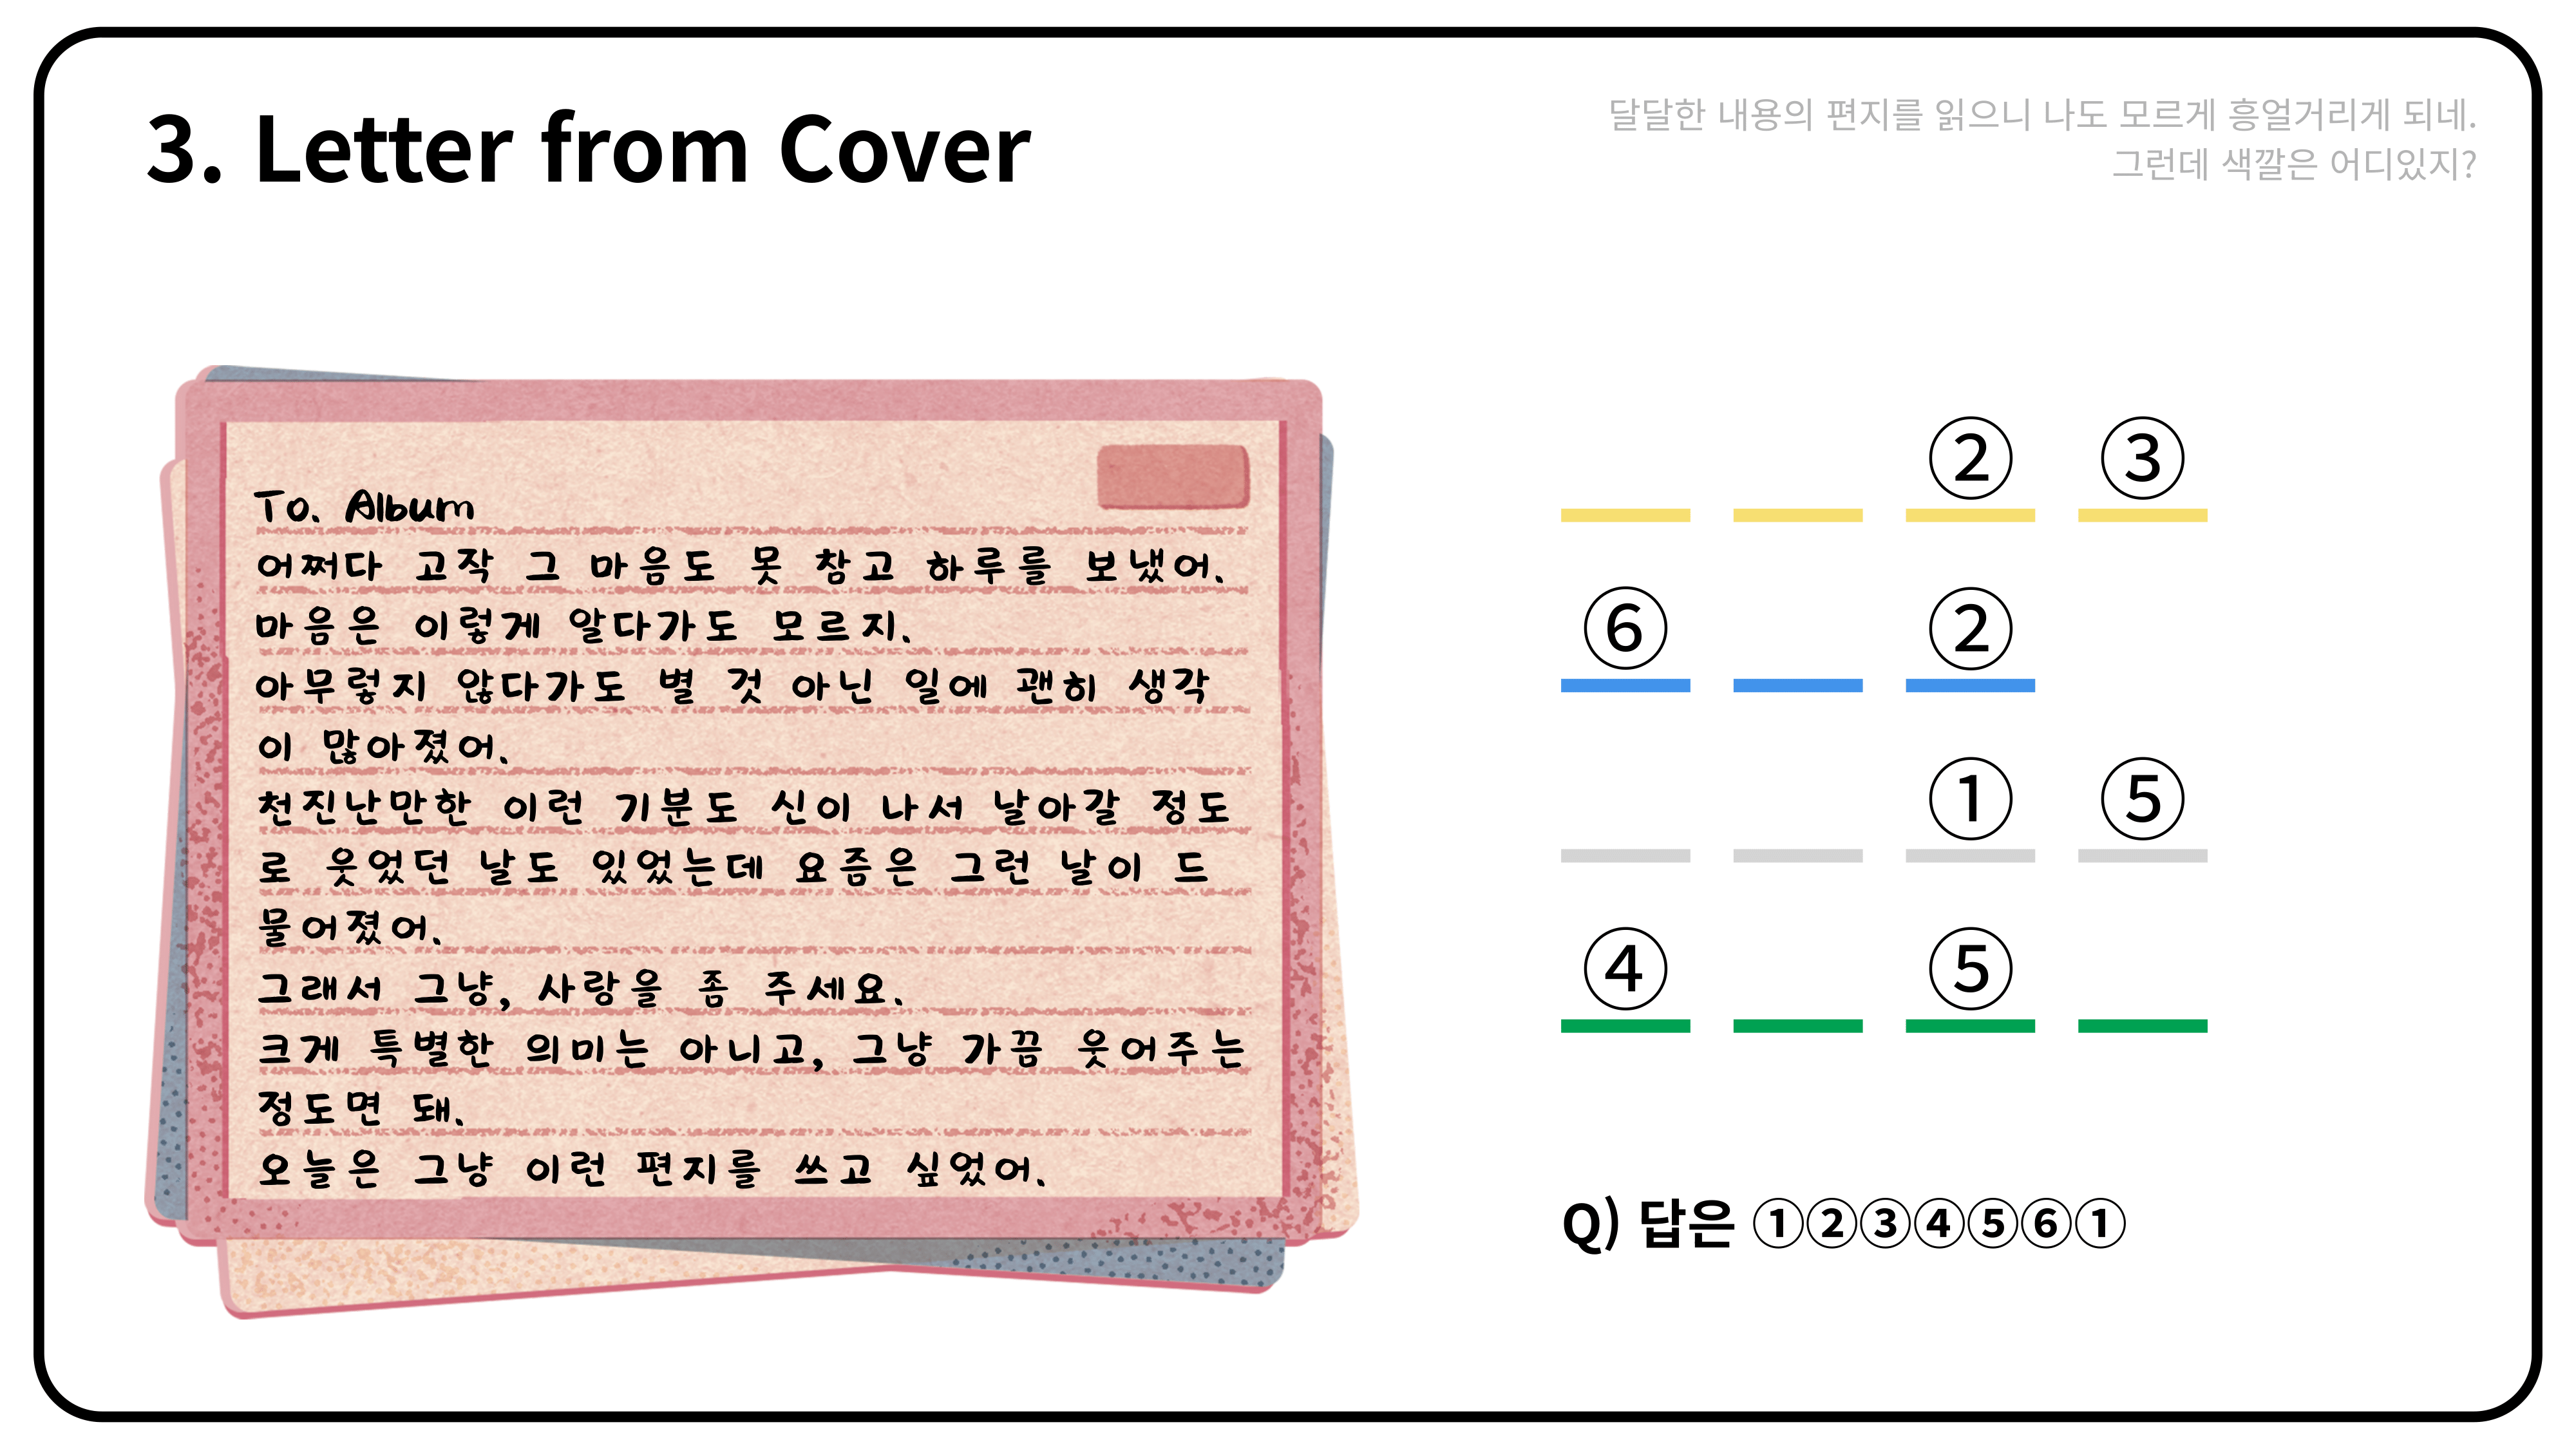 3. Letter from Cover
달달한 내용의 편지를 읽으니 나도 모르게 흥얼거리게 되네.
그런데 색깔은 어디있지?
To. Album
어쩌다 고작 그 마음도 못 참고 하루를 보냈어.
마음은 이렇게 알다가도 모르지.
아무렇지 않다가도 별 것 아닌 일에 괜히 생각
이 많아졌어.
천진난만한 이런 기분도 신이 나서 날아갈 정도
로 웃었던 날도 있었는데 요즘은 그런 날이 드
물어졌어.
그래서 그냥, 사랑을 좀 주세요.
크게 특별한 의미는 아니고, 그냥 가끔 웃어주는
정도면 돼.
오늘은 그냥 이런 편지를 쓰고 싶었어.
② ③
⑥ ②
① ⑤
④ ⑤
Q) 답은 ①②③④⑤⑥①